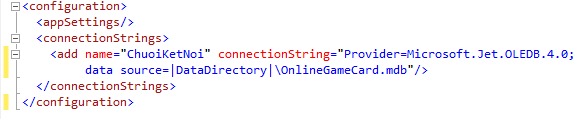 <configuration>
<appSettings/>
<connectionStrings>
<add name="ChuoiKetNoi" connectionString="Provider=Microsoft.Jet.OLEDB.4.0;
data source=|DataDirectory|\OnlineGameCard.mdb"/>
</connectionStrings>
</configuration>